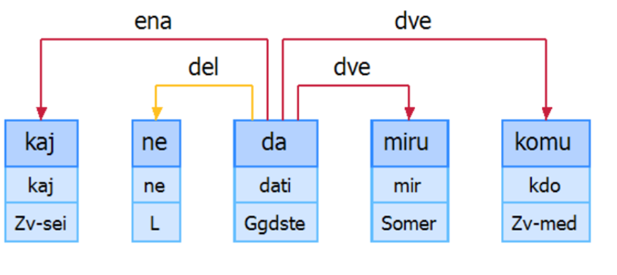 ena dve
del dve
kaj ne da miru komu
kaj ne dati mir kdo
Zv-sei L Ggdste Somer Zv-med